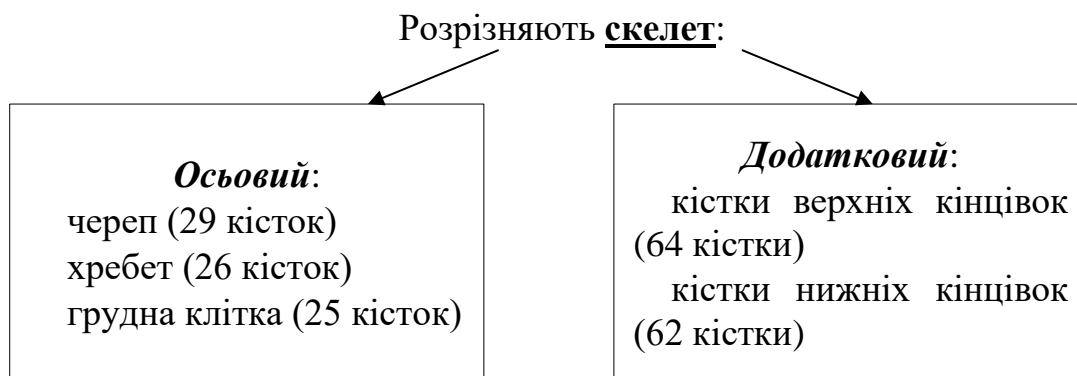 Розрізняють скелет:
Осьовий:
череп (29 кісток)
хребет (26 кісток)
грудна клітка (25 кісток)
Додатковий:
кістки верхніх кінцівок
(64 кістки)
кістки нижніх кінцівок
(62 кістки)